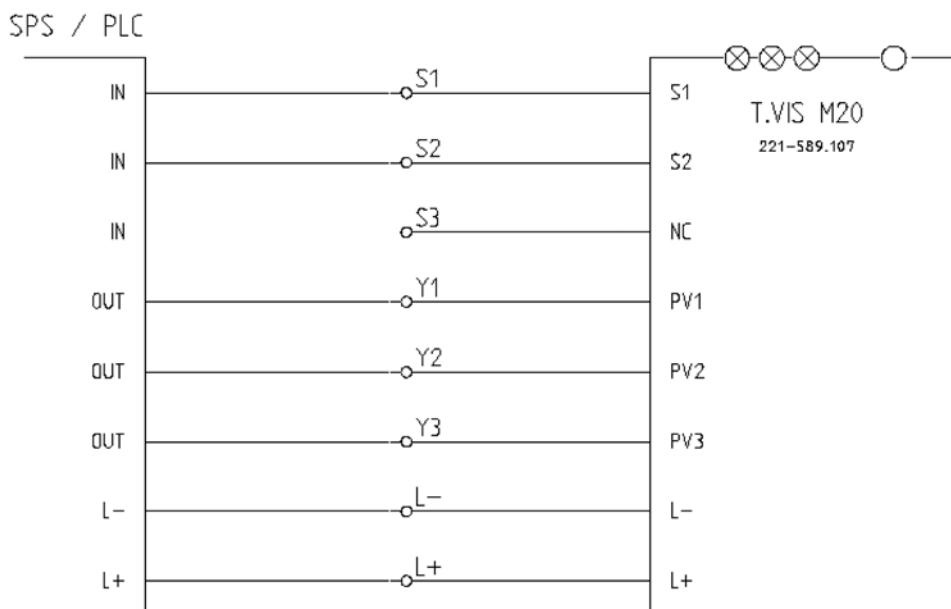 SPS / PLC
T.VIS M20
221-589.107
IN S1 S1
IN S2 S2
IN S3 NC
OUT Y1 PV1
OUT Y2 PV2
OUT Y3 PV3
L- L- L-
L+ L+ L+